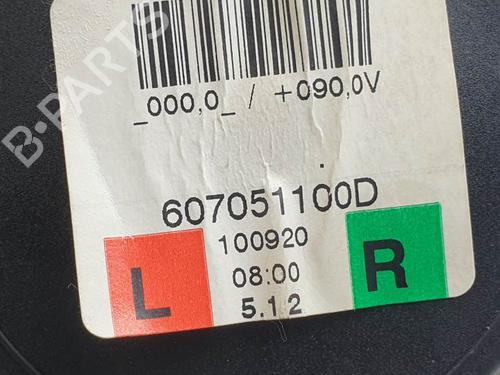 B-PARTS
_000,0_ / +090,0V
607051100D
100920
08:00
5.12
L
R